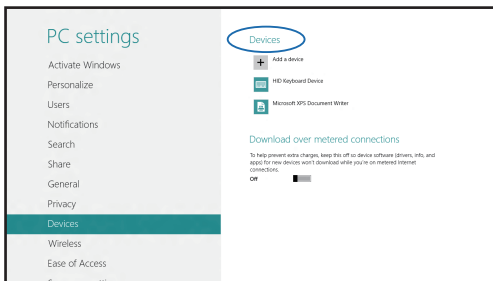 PC settings
Activate Windows
Personalize
Users
Notifications
Search
Share
General
Privacy
Devices
Wireless
Ease of Access
Devices
Add a device
HID Keyboard Device
Microsoft XPS Document Writer
Download over metered connections
To help prevent extra charges, keep this off so device software (drivers, info, and
apps) for new devices won't download while you're on metered Internet
connections.
Off